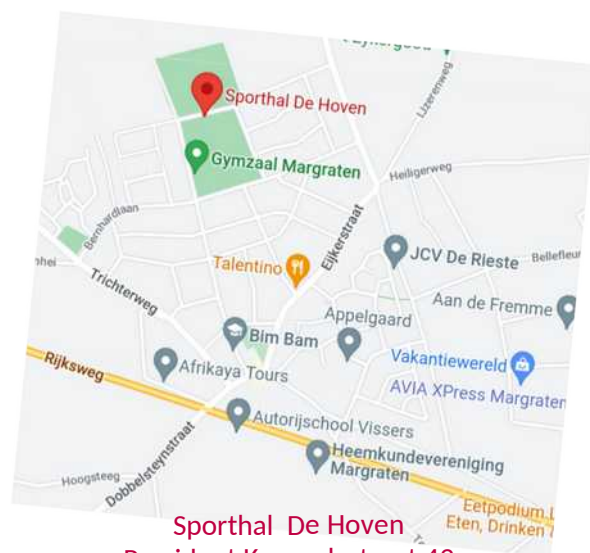 Sporthal De Hoven
IJzerenweg
Gymzaal Margraten
Heiligerweg
Bernhardlaan
Eijkerstraat
JCV De Rieste
Talentino
Trichterweg
Aan de Fremme
Appelgaard
Bim Bam
Vakantiewereld
Rijksweg
Afrikaya Tours
AVIA XPress Margraten
Autorijschool Vissers
Heemkundevereniging
Margraten
Hoogsteeg
Dobbelsteynstraat
Eetpodium
Eten, Drinken
Sporthal De Hoven